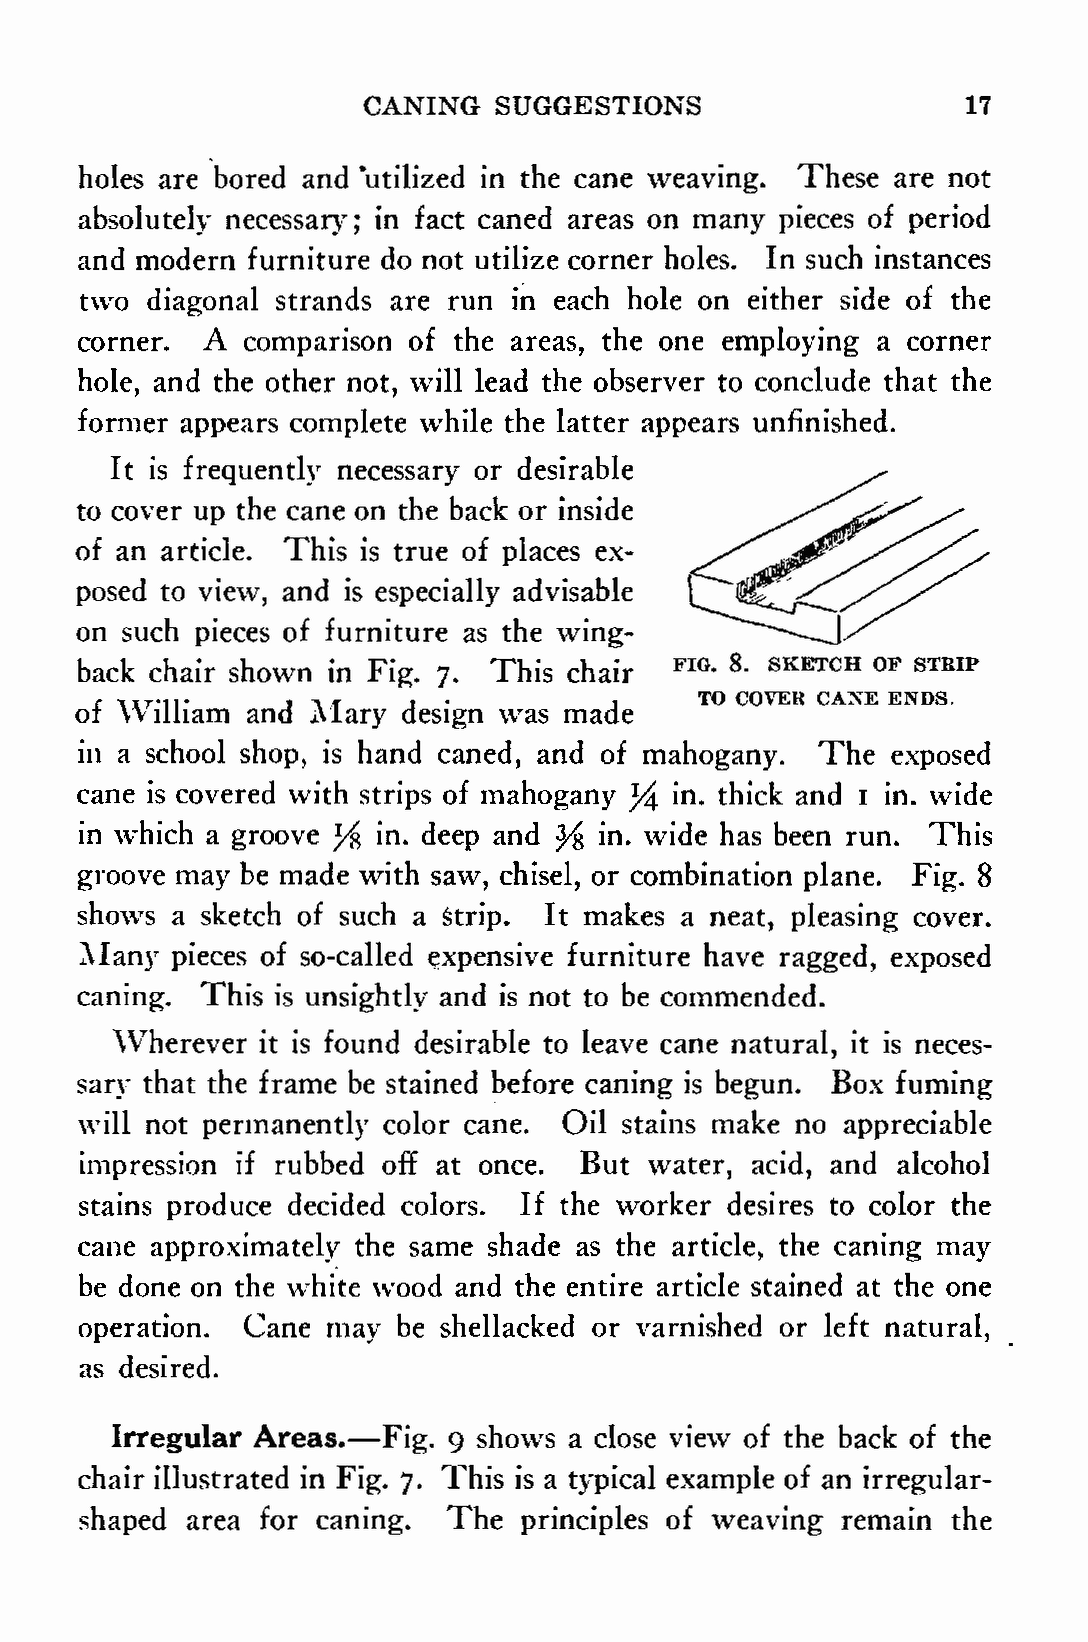 CANING SUGGESTIONS 17
holes are bored and utilized in the cane weaving. These are not
absolutely necessary; in fact caned areas on many pieces of period
and modern furniture do not utilize corner holes. In such instances
two diagonal strands are run in each hole on either side of the
corner. A comparison of the areas, the one employing a corner
hole, and the other not, will lead the observer to conclude that the
former appears complete while the latter appears unfinished.
It is frequently necessary or desirable
to cover up the cane on the back or inside
of an article. This is true of places ex-
posed to view, and is especially advisable
on such pieces of furniture as the wing-
back chair shown in Fig. 7. This chair
of William and Mary design was made
FIG. 8. SKETCH OF STRIP
TO COVER CANE ENDS.
in a school shop, is hand caned, and of mahogany. The exposed
cane is covered with strips of mahogany 1/4 in. thick and 1 in. wide
in which a groove 1/8 in. deep and 3/8 in. wide has been run. This
groove may be made with saw, chisel, or combination plane. Fig. 8
shows a sketch of such a strip. It makes a neat, pleasing cover.
Many pieces of so-called expensive furniture have ragged, exposed
caning. This is unsightly and is not to be commended.
Wherever it is found desirable to leave cane natural, it is neces-
sary that the frame be stained before caning is begun. Box fuming
will not permanently color cane. Oil stains make no appreciable
impression if rubbed off at once. But water, acid, and alcohol
stains produce decided colors. If the worker desires to color the
cane approximately the same shade as the article, the caning may
be done on the white wood and the entire article stained at the one
operation. Cane may be shellacked or varnished or left natural,
as desired.
Irregular Areas.—Fig. 9 shows a close view of the back of the
chair illustrated in Fig. 7. This is a typical example of an irregular-
shaped area for caning. The principles of weaving remain the